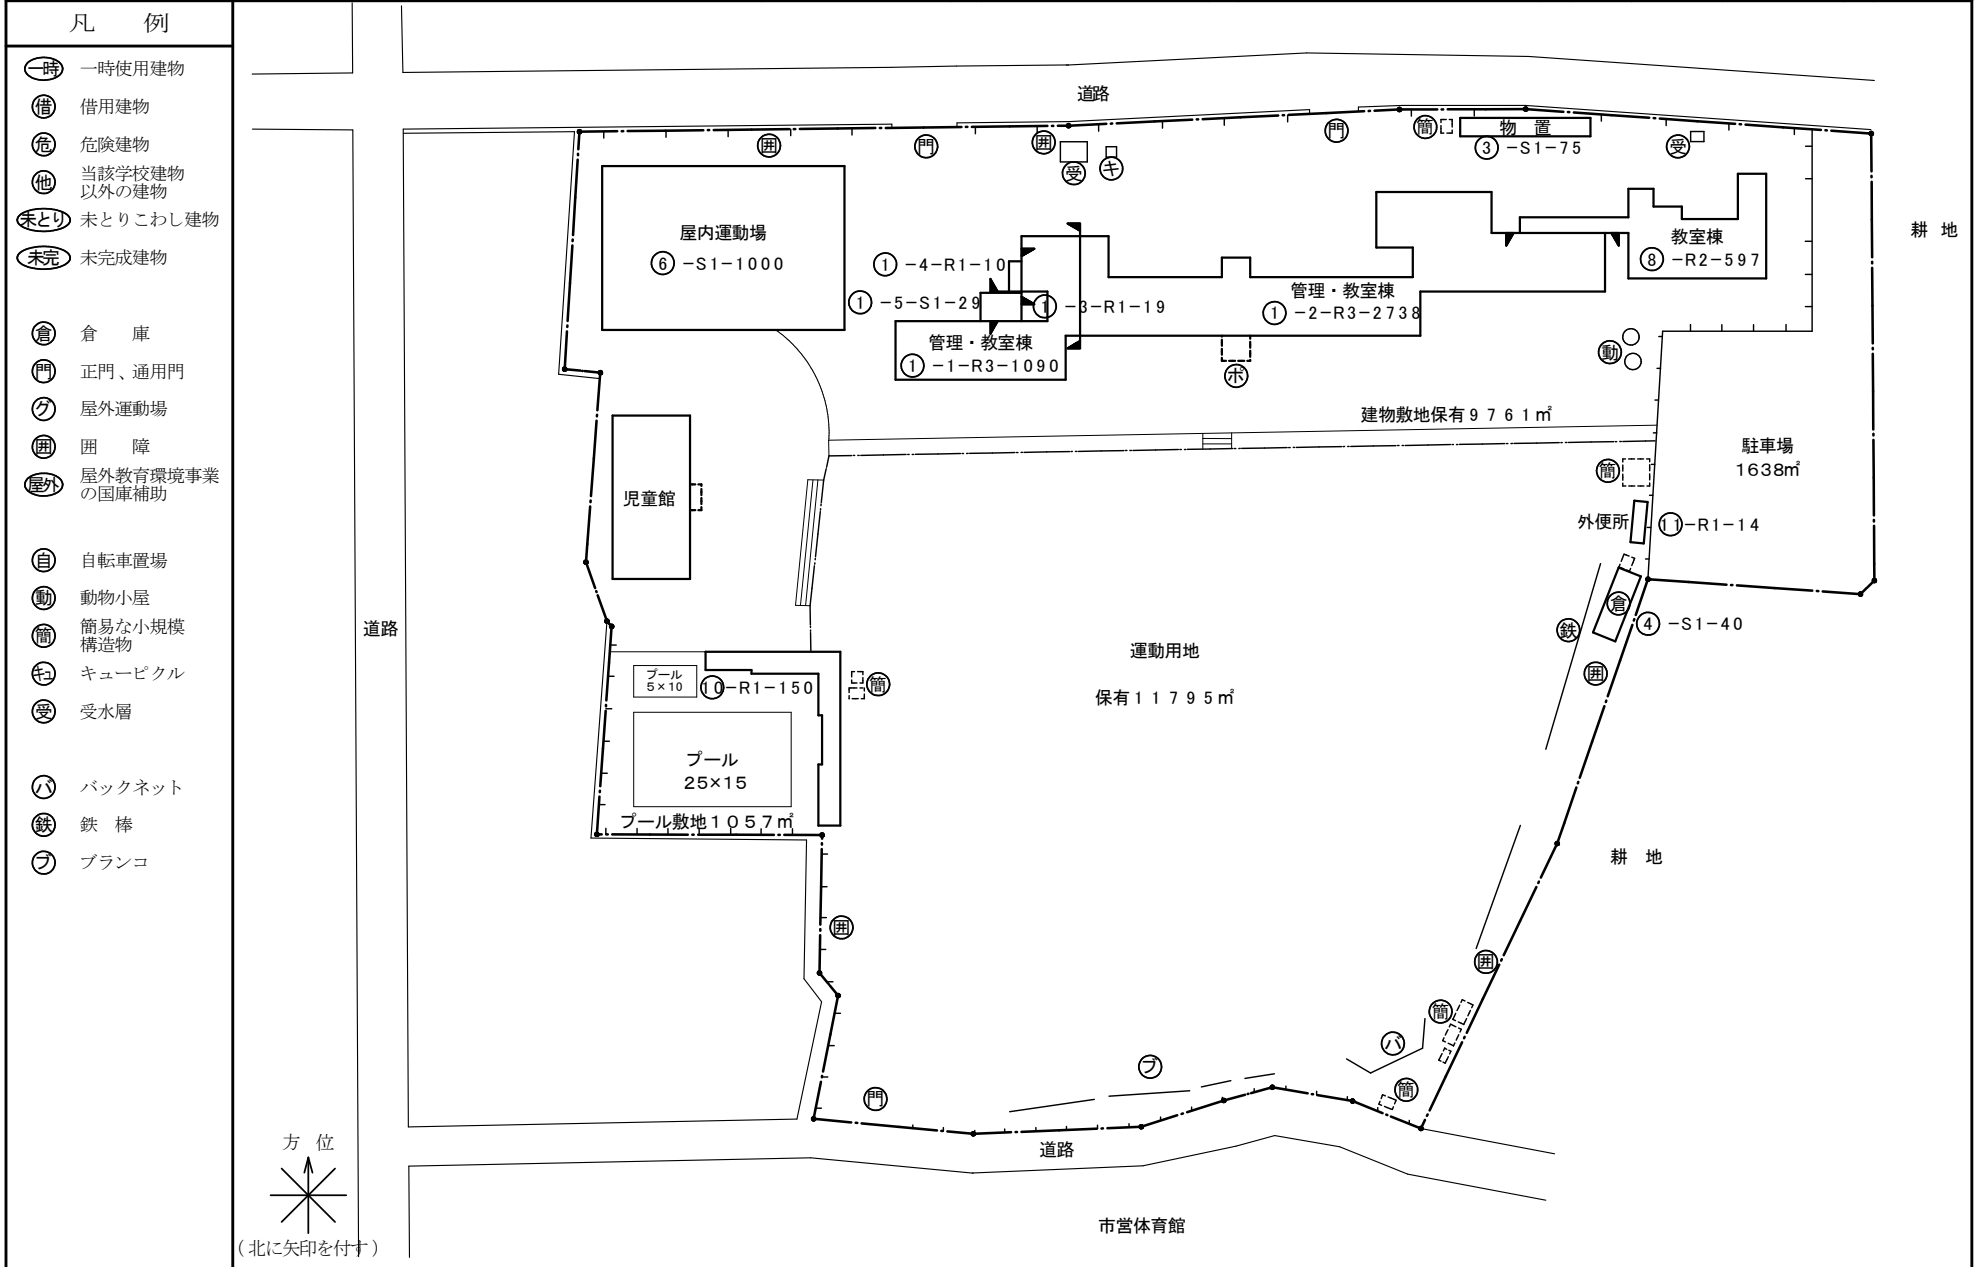 凡 例
一時 一時使用建物
借 借用建物
危 危険建物
他 当該学校建物
以外の建物
未とり 未とりこわし建物
未完 未完成建物
倉 倉 庫
門 正門、通用門
グ 屋外運動場
囲 囲 障
屋外 屋外教育環境事業
の国庫補助
自 自転車置場
動 動物小屋
簡 簡易な小規模
構造物
キュ キュービクル
受 受水層
バ バックネット
鉄 鉄 棒
ブ ブランコ
方 位
(北に矢印を付す)
道路
囲
門
囲
受
キ
門
簡
物 置
③-S1-75
受
耕 地
屋内運動場
⑥-S1-1000
①-4-R1-10
①-5-S1-29
①-3-R1-19
管理・教室棟
①-1-R3-1090
管理・教室棟
①-2-R3-2738
教室棟
⑧-R2-597
ポ
動
建物敷地保有9761㎡
駐車場
1638㎡
簡
外便所
⑪-R1-14
児童館
倉
④-S1-40
鉄
囲
道路
運動用地
保有11795㎡
プール
5×10
⑩-R1-150
簡
プール
25×15
プール敷地1057㎡
耕 地
囲
囲
簡
バ
簡
ブ
門
道路
市営体育館